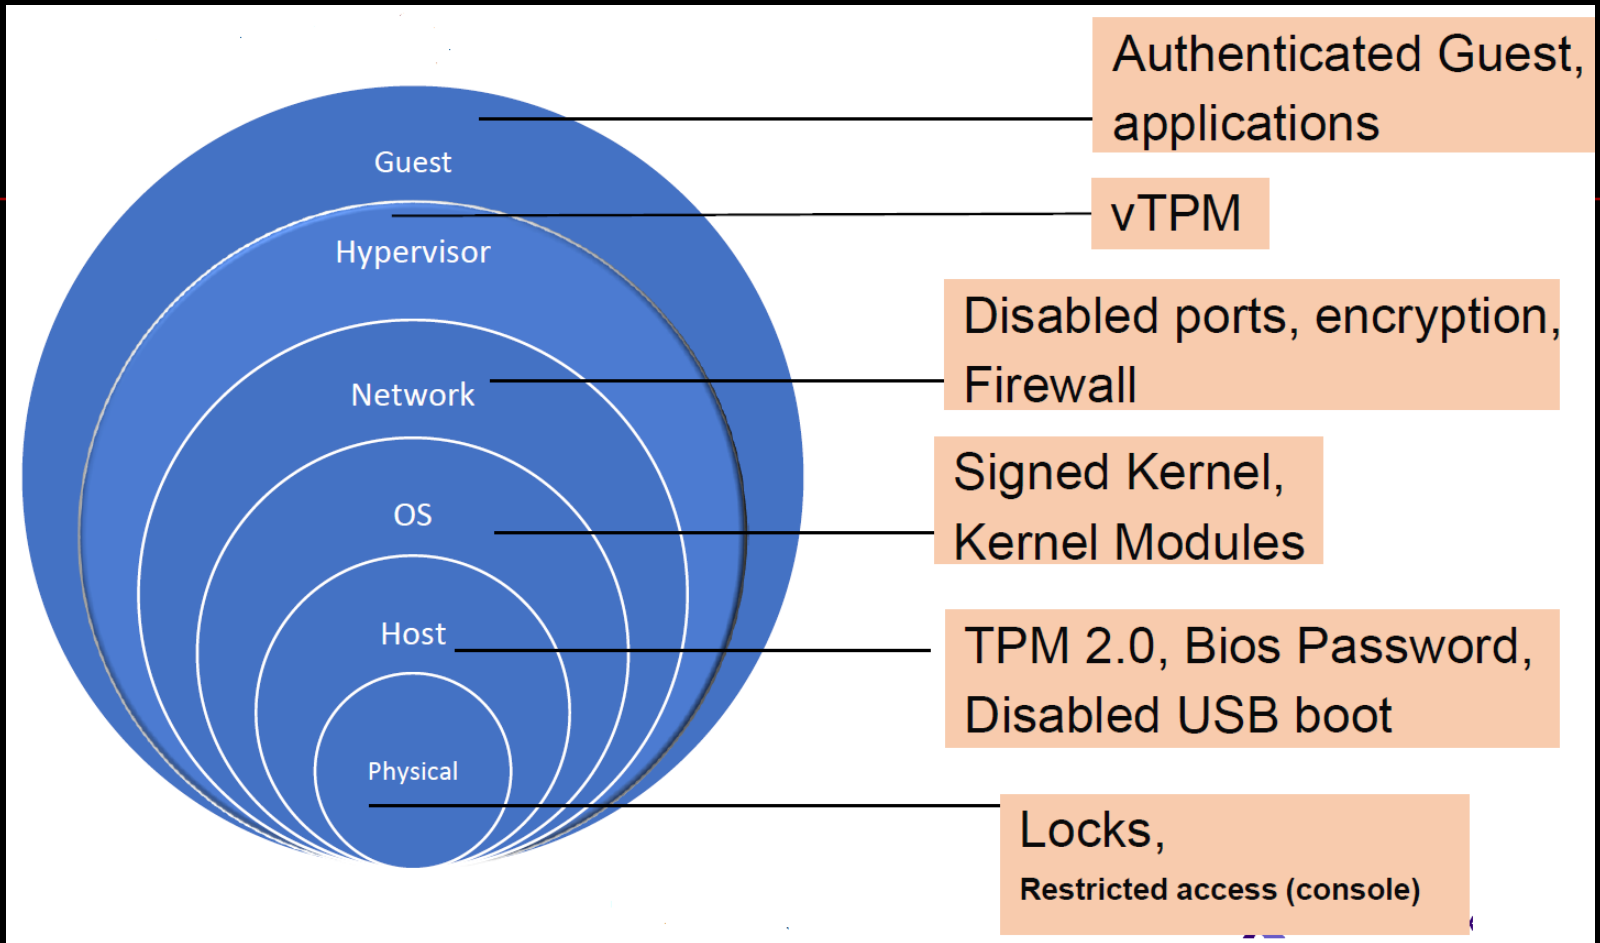 Authenticated Guest,
applications
Guest
vTPM
Hypervisor
Disabled ports, encryption,
Firewall
Network
Signed Kernel,
Kernel Modules
OS
TPM 2.0, Bios Password,
Disabled USB boot
Host
Physical
Locks,
Restricted access (console)